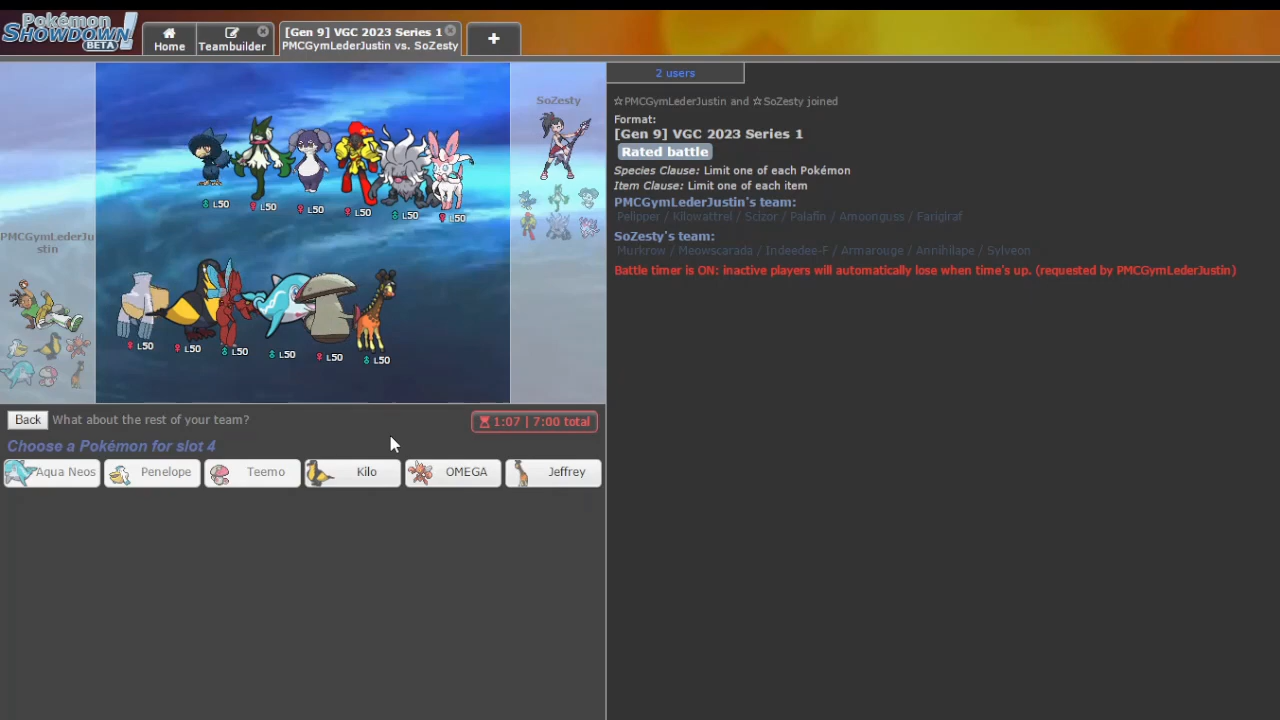 Pokémon
SHOWDOWN!
BETA
Home
Teambuilder
[Gen 9] VGC 2023 Series 1
PMCGymLederJustin vs. SoZesty
+
2 users
☆PMCGymLederJustin and ☆SoZesty joined
Format:
[Gen 9] VGC 2023 Series 1
Rated battle
Species Clause: Limit one of each Pokémon
Item Clause: Limit one of each item
PMCGymLederJustin's team:
Pelipper / Kilowattrel / Scizor / Palafin / Amoonguss / Farigiraf
SoZesty's team:
Murkrow / Meowscarada / Indeedee-F / Armarouge / Annihilape / Sylveon
Battle timer is ON: inactive players will automatically lose when time's up. (requested by PMCGymLederJustin)
SoZesty
L50 L50 L50 L50 L50 L50
PMCGymLederJu
stin
L50 L50 L50 L50 L50 L50
Back What about the rest of your team?
1:07 | 7:00 total
Choose a Pokémon for slot 4
Aqua Neos Penelope Teemo Kilo OMEGA Jeffrey